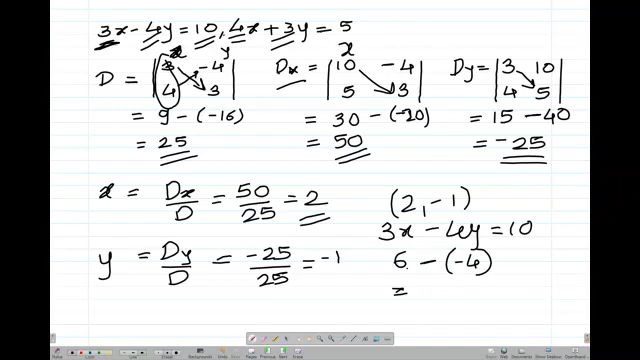 3x - 4y = 10, 4x + 3y = 5
x y x
D = | 3 -4 | Dx = | 10 -4 | Dy = | 3 10 |
| 4 3 | | 5 3 | | 4 5 |
= 9 - (-16) = 30 - (-20) = 15 - 40
= 25 = 50 = -25
x = Dx/D = 50/25 = 2 (2, -1)
3x - 4y = 10
y = Dy/D = -25/25 = -1 6 - (-4)
=